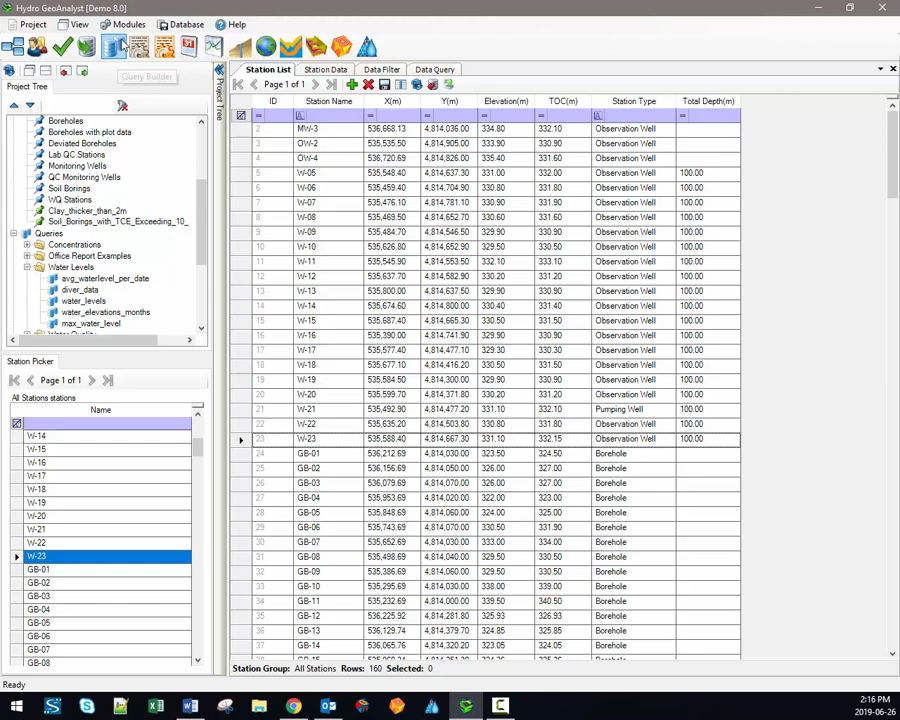 Hydro GeoAnalyst [Demo 8.0]
Project View Modules Database Help
Query Builder
Project Tree
Boreholes
Boreholes with plot data
Deviated Boreholes
Lab QC Stations
Monitoring Wells
QC Monitoring Wells
Soil Borings
WQ Stations
Clay_thicker_than_2m
Soil_Borings_with_TCE_Exceeding_10_
Queries
Concentrations
Office Report Examples
Water Levels
avg_waterlevel_per_date
diver_data
water_levels
water_elevations_months
max_water_level
Station Picker
Page 1 of 1
All Stations stations
Name
W-14
W-15
W-16
W-17
W-18
W-19
W-20
W-21
W-22
W-23
GB-01
GB-02
GB-03
GB-04
GB-05
GB-06
GB-07
GB-08
Project Tree
Station List Station Data Data Filter Data Query
Page 1 of 1
ID Station Name X(m) Y(m) Elevation(m) TOC(m) Station Type Total Depth(m)
2 MW-3 536,668.13 4,814,036.00 334.80 332.10 Observation Well
3 OW-2 535,535.50 4,814,905.00 333.90 330.90 Observation Well
4 OW-4 536,720.69 4,814,826.00 335.40 331.60 Observation Well
5 W-05 535,548.40 4,814,637.30 331.00 332.00 Observation Well 100.00
6 W-06 535,459.40 4,814,704.90 330.80 331.80 Observation Well 100.00
7 W-07 535,476.10 4,814,781.10 330.90 331.90 Observation Well 100.00
8 W-08 535,469.50 4,814,652.70 330.60 331.60 Observation Well 100.00
9 W-09 535,484.70 4,814,546.50 329.90 330.90 Observation Well 100.00
10 W-10 535,626.80 4,814,652.90 329.90 330.50 Observation Well 100.00
11 W-11 535,545.90 4,814,553.50 332.10 333.10 Observation Well 100.00
12 W-12 535,637.70 4,814,582.90 330.20 331.20 Observation Well 100.00
13 W-13 535,800.00 4,814,637.50 329.90 330.90 Observation Well 100.00
14 W-14 535,674.60 4,814,800.00 330.40 331.40 Observation Well 100.00
15 W-15 535,687.40 4,814,665.30 330.50 331.50 Observation Well 100.00
16 W-16 535,390.00 4,814,741.90 329.90 330.90 Observation Well 100.00
17 W-17 535,577.40 4,814,477.10 330.30 330.30 Observation Well 100.00
18 W-18 535,677.10 4,814,416.20 330.50 331.50 Observation Well 100.00
19 W-19 535,584.50 4,814,300.00 329.90 330.90 Observation Well 100.00
20 W-20 535,599.70 4,814,371.80 330.20 331.20 Observation Well 100.00
21 W-21 535,492.90 4,814,477.20 331.10 332.10 Pumping Well 100.00
22 W-22 535,635.20 4,814,503.80 330.80 331.80 Observation Well 100.00
23 W-23 535,588.40 4,814,667.30 331.10 332.15 Observation Well 100.00
24 GB-01 536,212.69 4,814,030.00 323.50 324.50 Borehole
25 GB-02 536,156.69 4,814,050.00 326.00 327.00 Borehole
26 GB-03 536,079.69 4,814,010.00 326.00 327.00 Borehole
27 GB-04 535,953.69 4,814,020.00 322.00 323.00 Borehole
28 GB-05 535,848.69 4,814,060.00 324.00 325.00 Borehole
29 GB-06 535,743.69 4,814,070.00 330.50 331.90 Borehole
30 GB-07 535,652.69 4,814,030.00 333.00 334.00 Borehole
31 GB-08 535,498.69 4,814,040.00 329.50 330.50 Borehole
32 GB-09 535,386.69 4,814,060.00 329.50 330.50 Borehole
33 GB-10 535,295.69 4,814,030.00 338.00 339.00 Borehole
34 GB-11 535,169.69 4,814,000.00 339.50 340.50 Borehole
35 GB-12 536,225.92 4,814,281.80 325.93 326.93 Borehole
36 GB-13 536,129.74 4,814,379.70 324.85 325.85 Borehole
37 GB-14 536,065.76 4,814,320.20 323.05 324.05 Borehole
Station Group: All Stations Rows: 160 Selected: 0
Ready
2:16 PM
2019-06-26